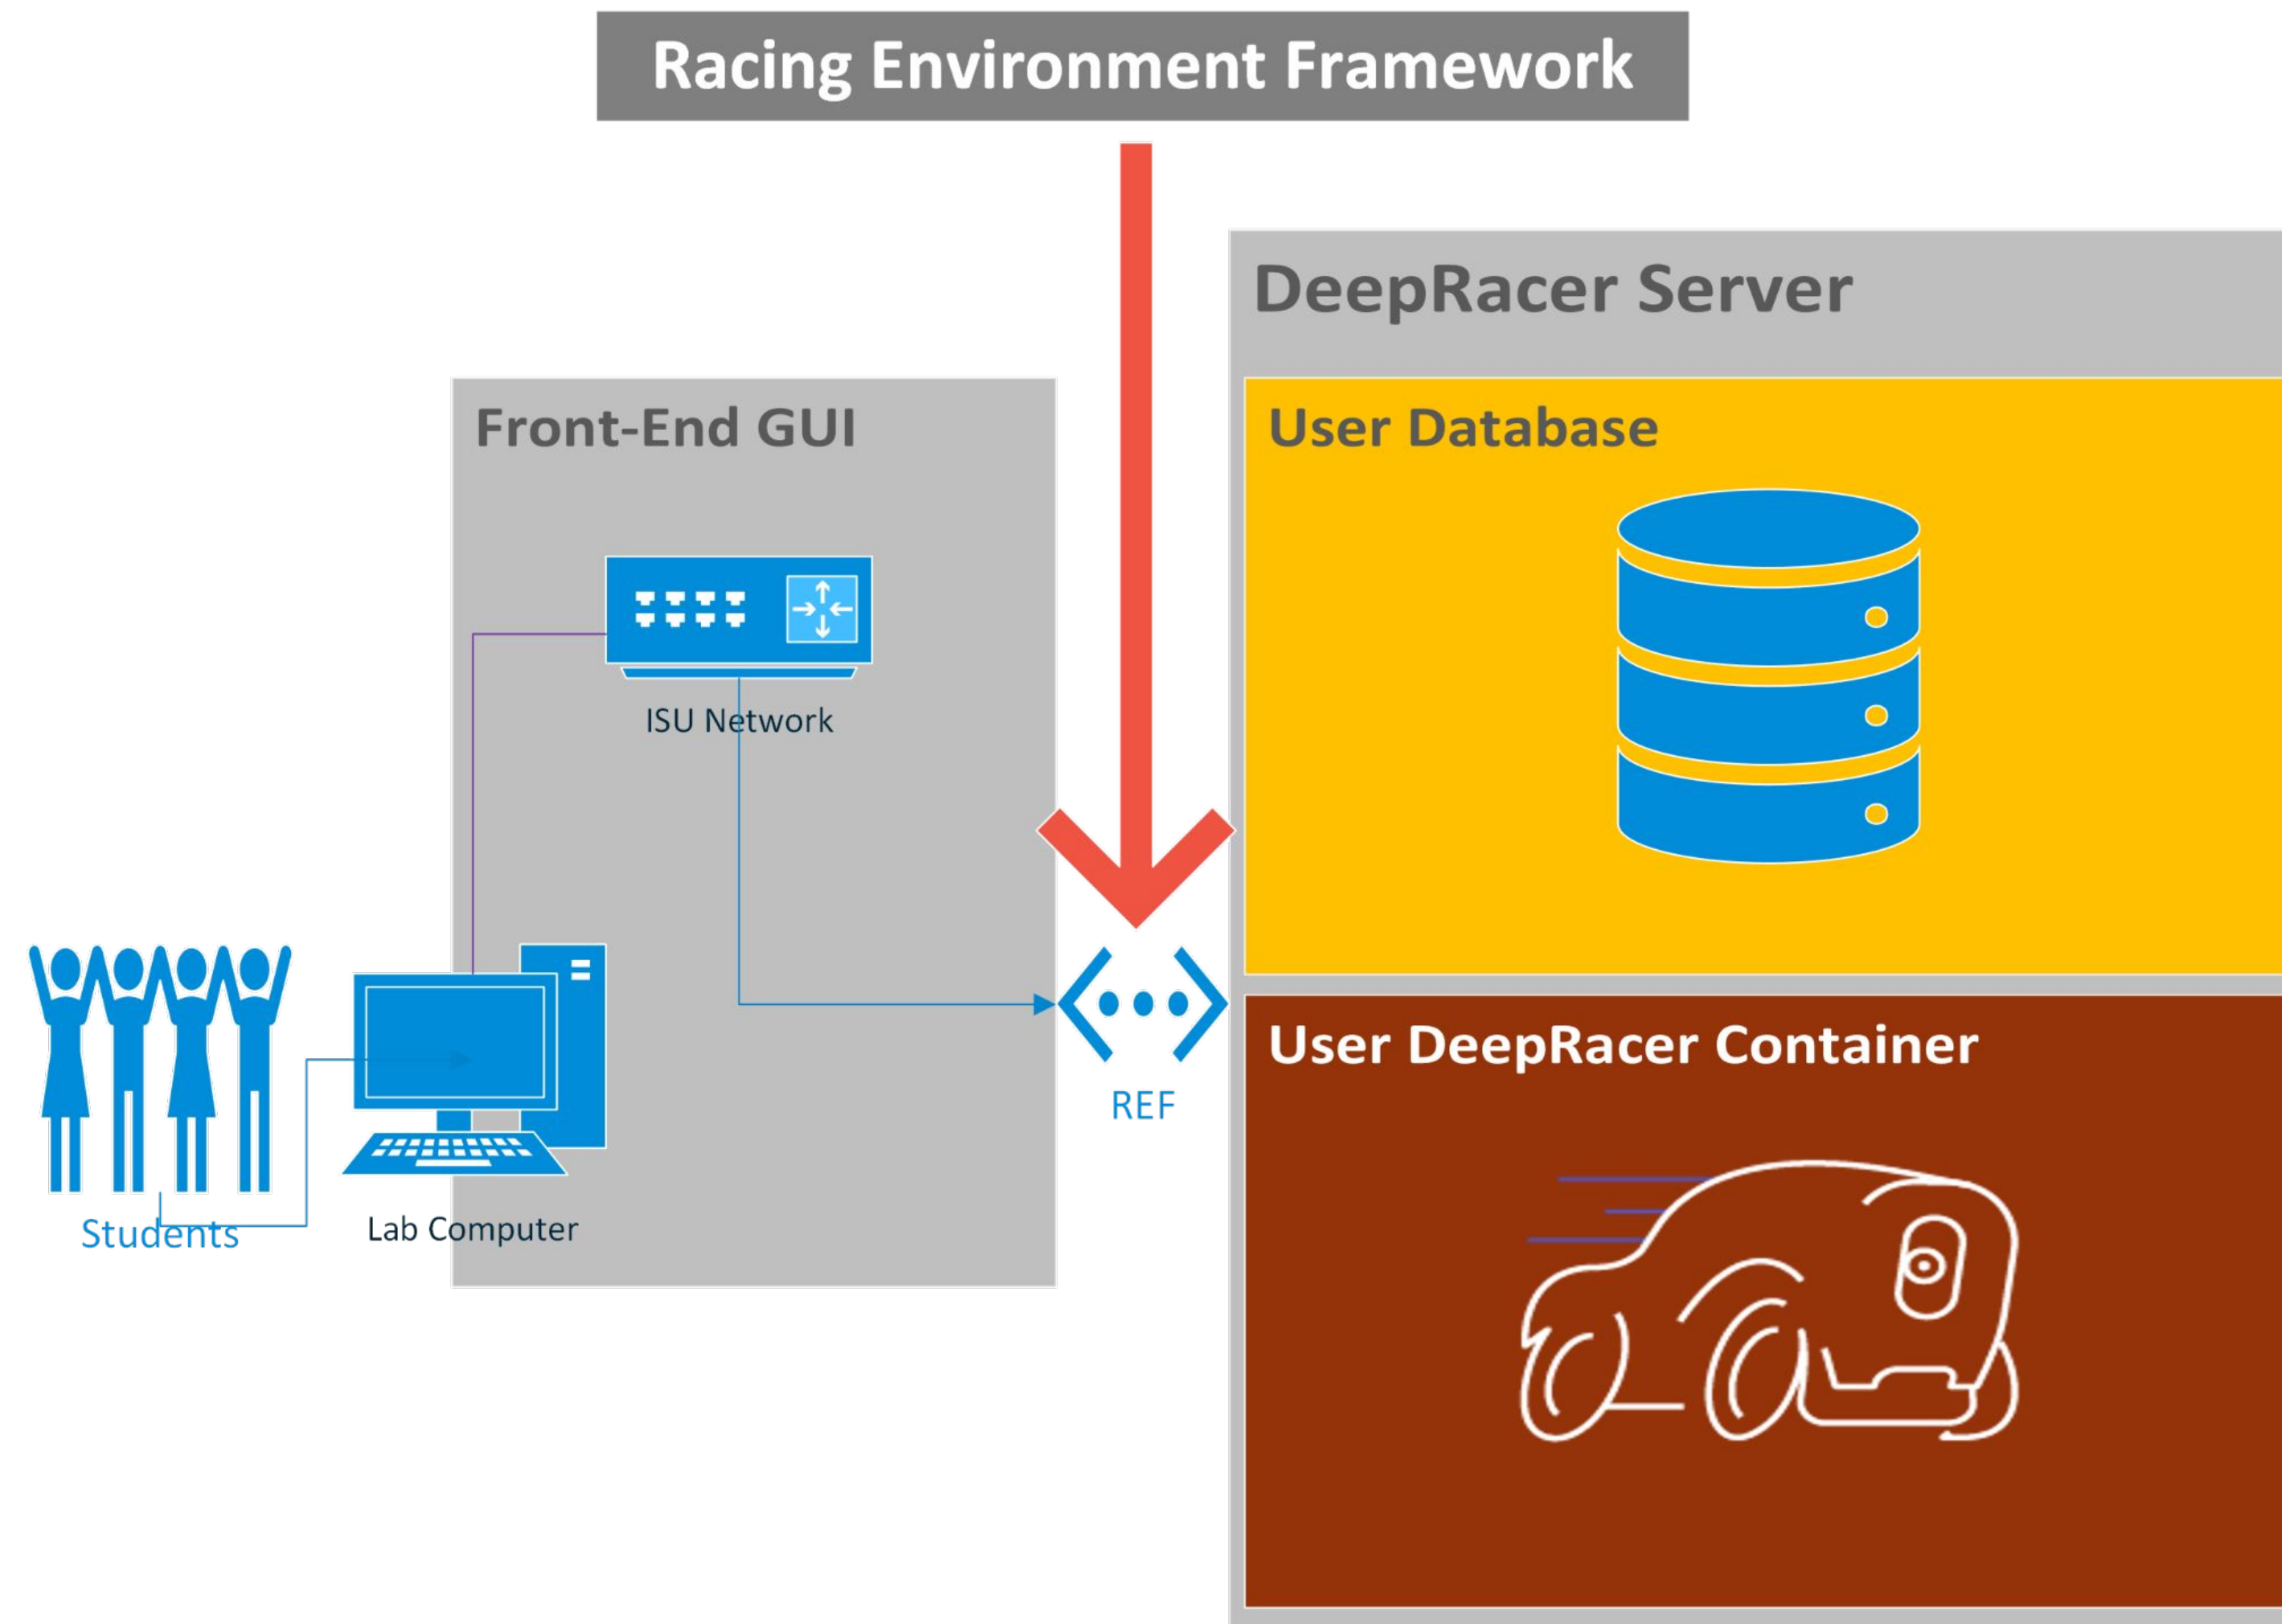 Racing Environment Framework
DeepRacer Server
Front-End GUI
User Database
ISU Network
User DeepRacer Container
REF
Students
Lab Computer